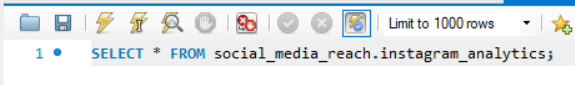 Limit to 1000 rows
1
SELECT * FROM social_media_reach.instagram_analytics;